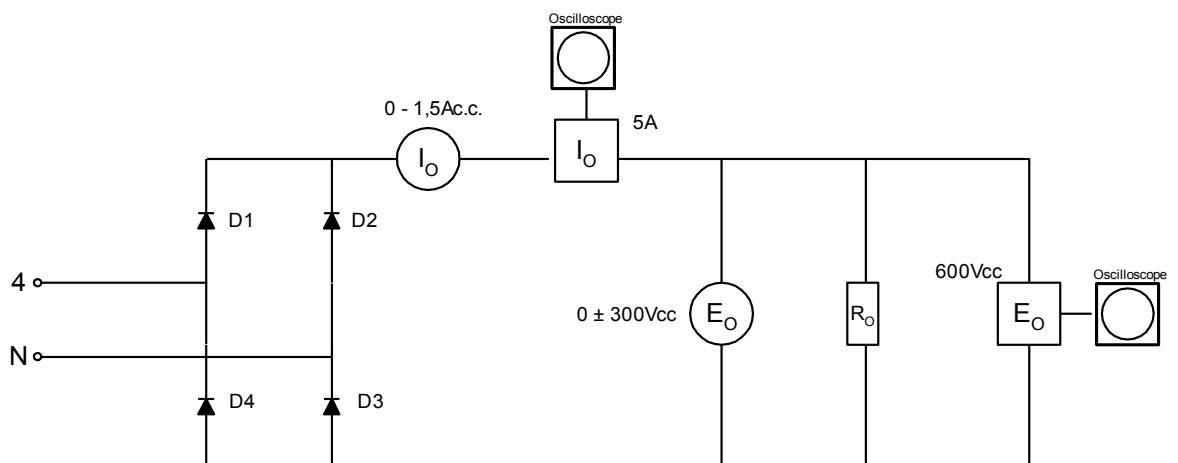 Oscilloscope
0 - 1,5Ac.c.
5A
I_O
I_O
D1
D2
4
600Vcc
Oscilloscope
0 ± 300Vcc
E_O
R_O
E_O
N
D4
D3